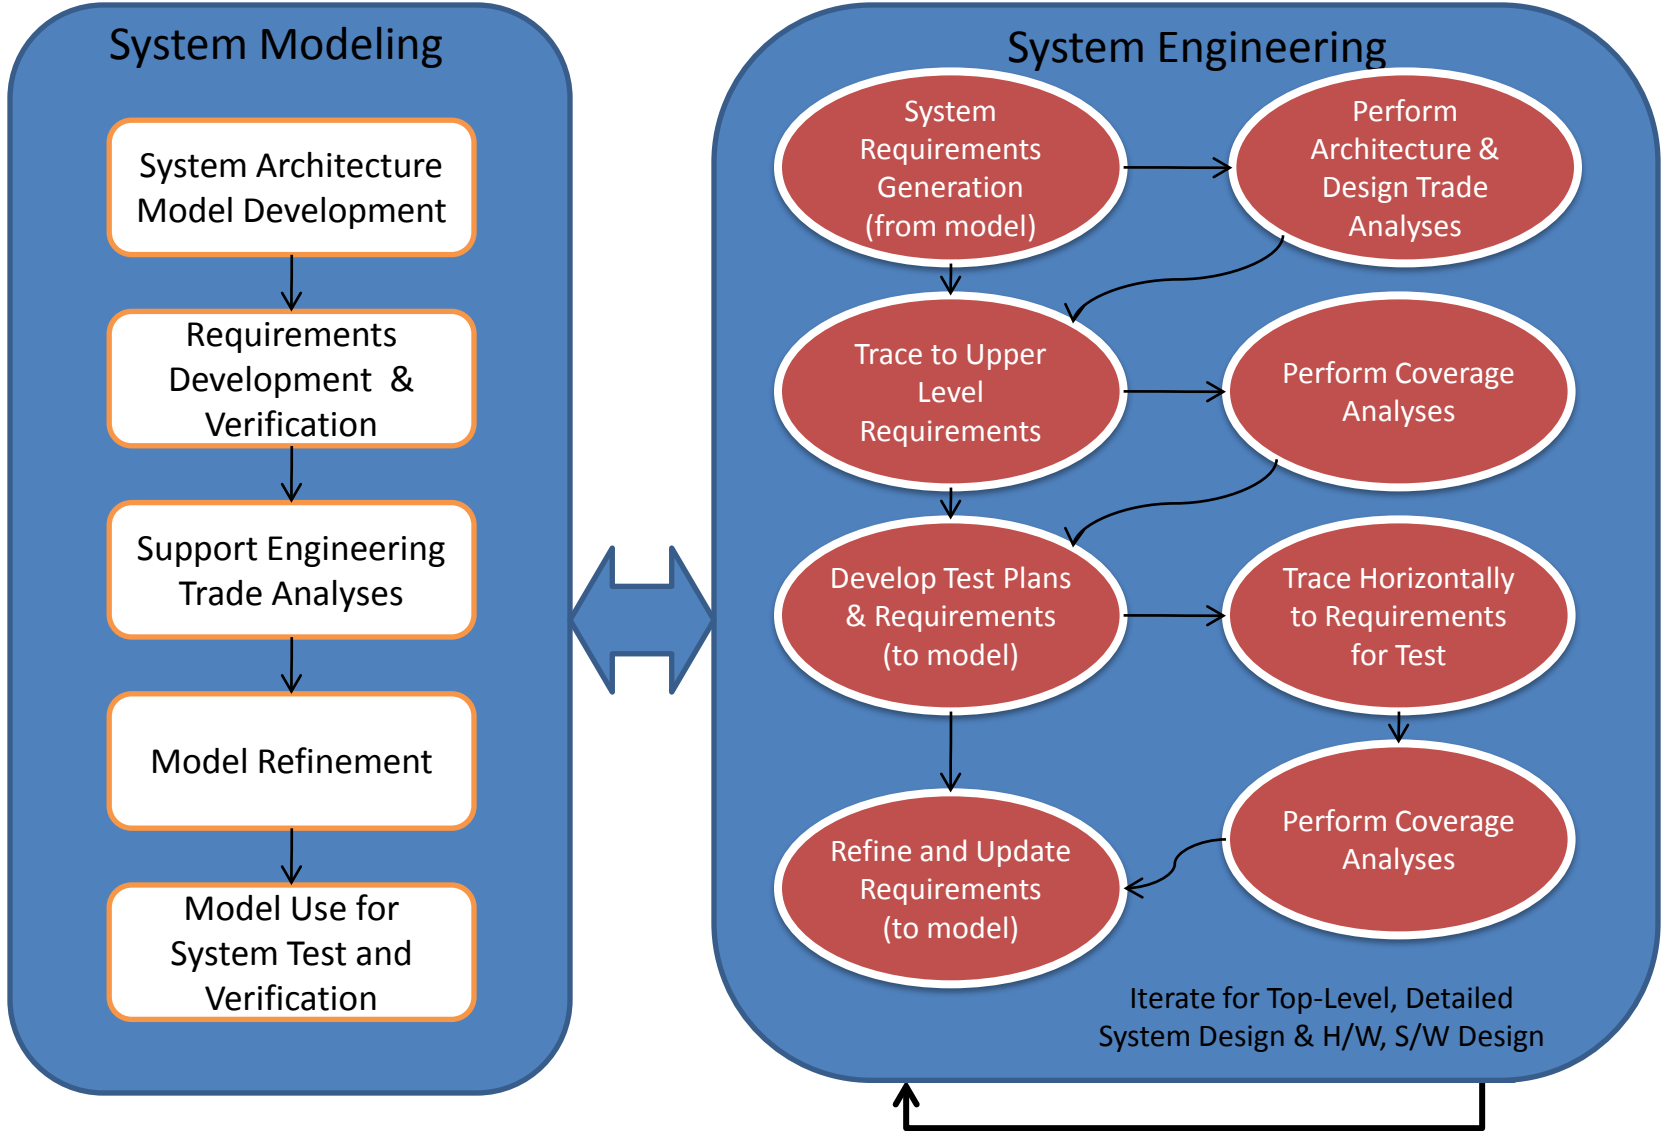 System Modeling
System Architecture
Model Development
Requirements
Development &
Verification
Support Engineering
Trade Analyses
Model Refinement
Model Use for
System Test and
Verification
System Engineering
System
Requirements
Generation
(from model)
Perform
Architecture &
Design Trade
Analyses
Trace to Upper
Level
Requirements
Perform Coverage
Analyses
Develop Test Plans
& Requirements
(to model)
Trace Horizontally
to Requirements
for Test
Refine and Update
Requirements
(to model)
Perform Coverage
Analyses
Iterate for Top-Level, Detailed
System Design & H/W, S/W Design